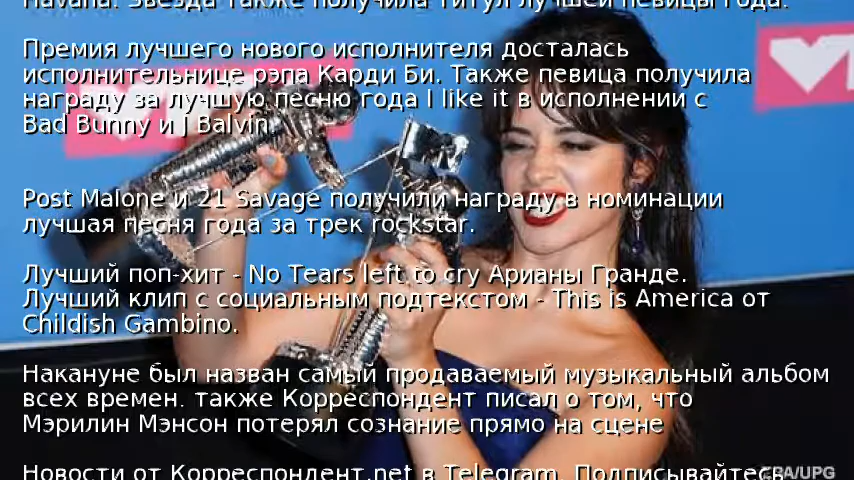 Havana. Звезда также получила титул лучшей певицы года.
Премия лучшего нового исполнителя досталась
исполнительнице рэпа Карди Би. Также певица получила
награду за лучшую песню года I like it в исполнении с
Bad Bunny и J Balvin.
Post Malone и 21 Savage получили награду в номинации
лучшая песня года за трек rockstar.
Лучший поп-хит - No Tears left to cry Арианы Гранде.
Лучший клип с социальным подтекстом - This is America от
Childish Gambino.
Накануне был назван самый продаваемый музыкальный альбом
всех времен. также Корреспондент писал о том, что
Мэрилин Мэнсон потерял сознание прямо на сцене
Новости от Корреспондент.net в Telegram. Подписывайтесь
EPA/UPG